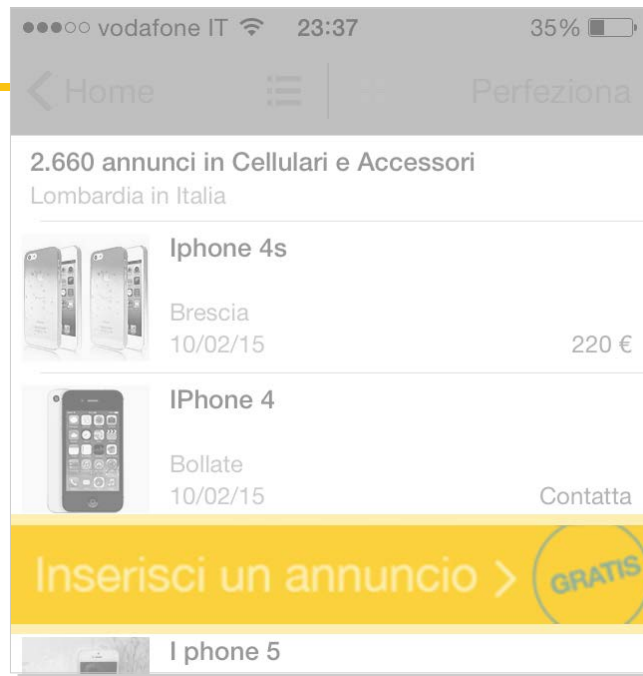 vodafone IT 23:37 35%
Home Perfeziona
2.660 annunci in Cellulari e Accessori
Lombardia in Italia
Iphone 4s
Brescia
10/02/15 220 €
IPhone 4
Bollate
10/02/15 Contatta
Inserisci un annuncio > GRATIS
I phone 5